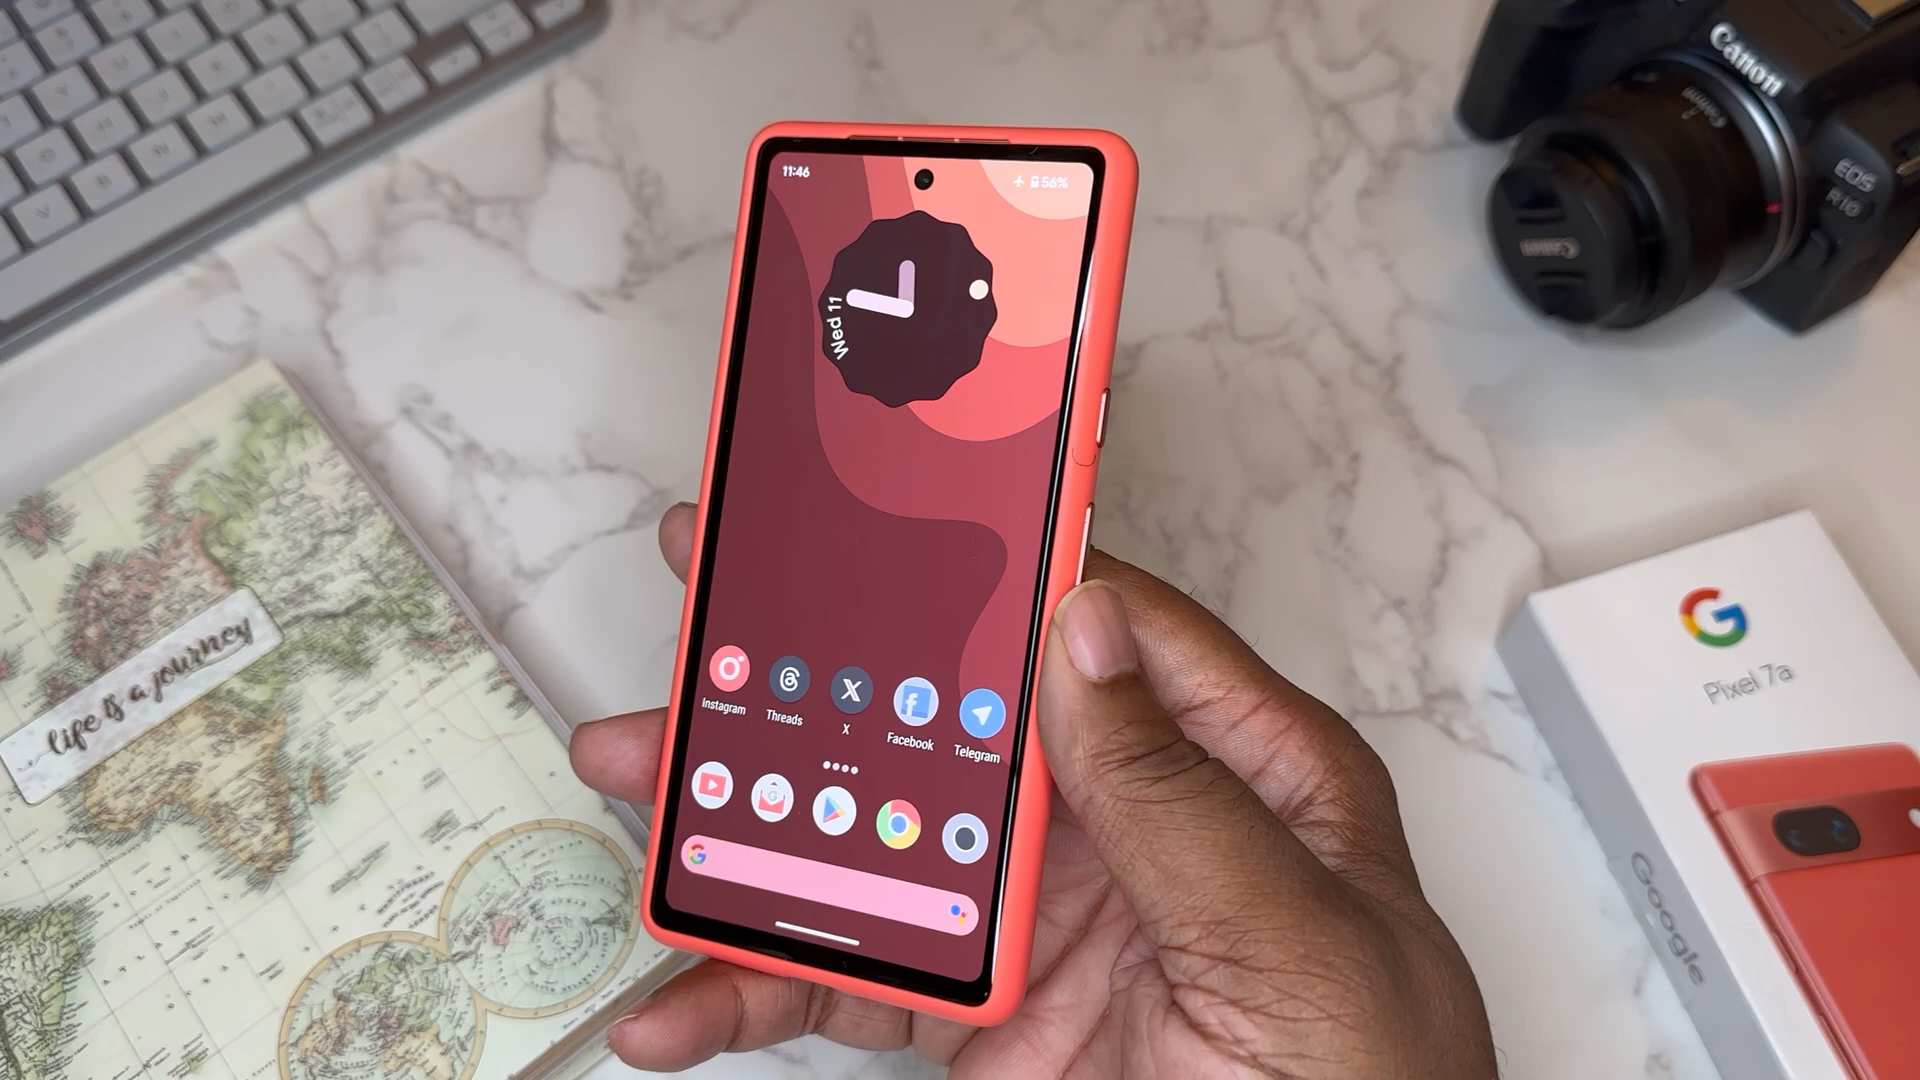 11:46
56%
Wed 11
Instagram
Threads
X
Facebook
Telegram
life is a journey
Canon
Canon
Canon
EOS
R10
G
Pixel 7a
Google